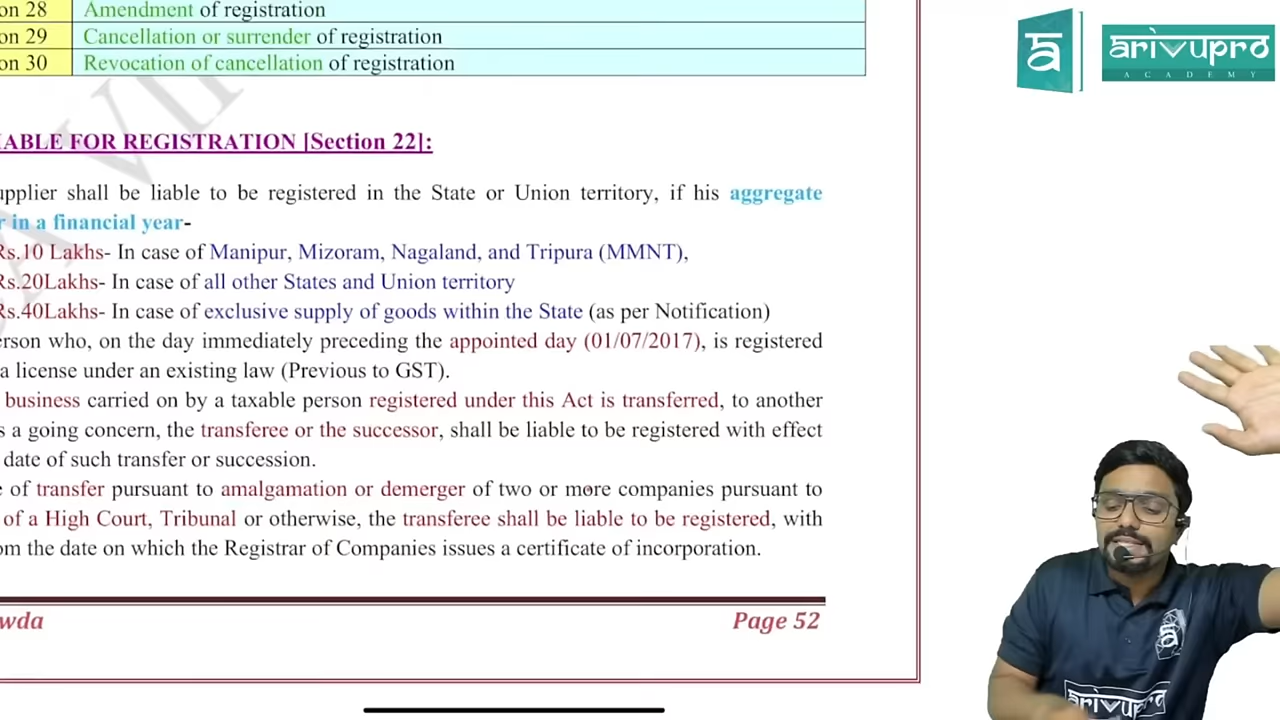 on 28 Amendment of registration
on 29 Cancellation or surrender of registration
on 30 Revocation of cancellation of registration
arivupro
ACADEMY
IABLE FOR REGISTRATION [Section 22]:
upplier shall be liable to be registered in the State or Union territory, if his aggregate
r in a financial year-
Rs.10 Lakhs- In case of Manipur, Mizoram, Nagaland, and Tripura (MMNT),
Rs.20Lakhs- In case of all other States and Union territory
Rs.40Lakhs- In case of exclusive supply of goods within the State (as per Notification)
erson who, on the day immediately preceding the appointed day (01/07/2017), is registered
a license under an existing law (Previous to GST).
business carried on by a taxable person registered under this Act is transferred, to another
s a going concern, the transferee or the successor, shall be liable to be registered with effect
date of such transfer or succession.
e of transfer pursuant to amalgamation or demerger of two or more companies pursuant to
of a High Court, Tribunal or otherwise, the transferee shall be liable to be registered, with
om the date on which the Registrar of Companies issues a certificate of incorporation.
wda Page 52
arivupro